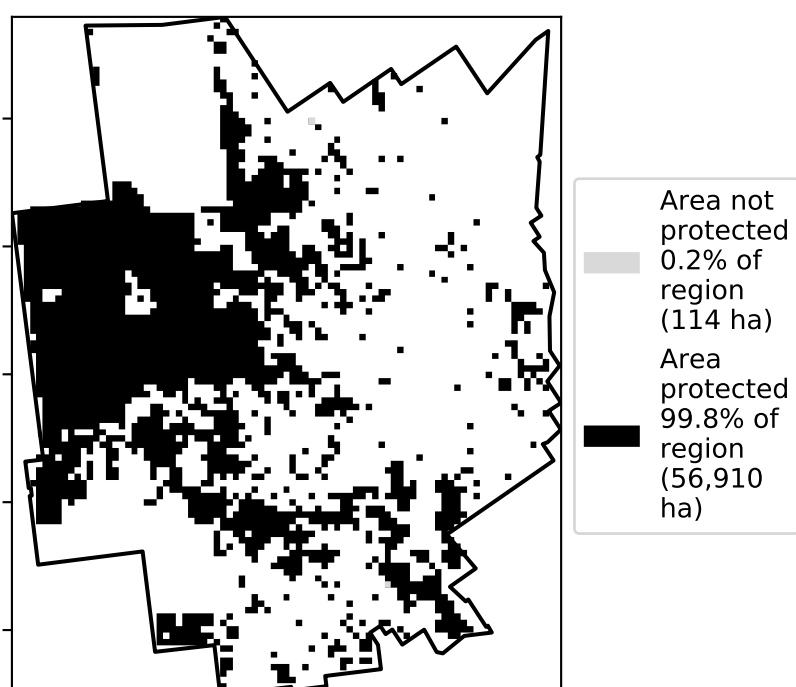 Area not
protected
0.2% of
region
(114 ha)
Area
protected
99.8% of
region
(56,910
ha)